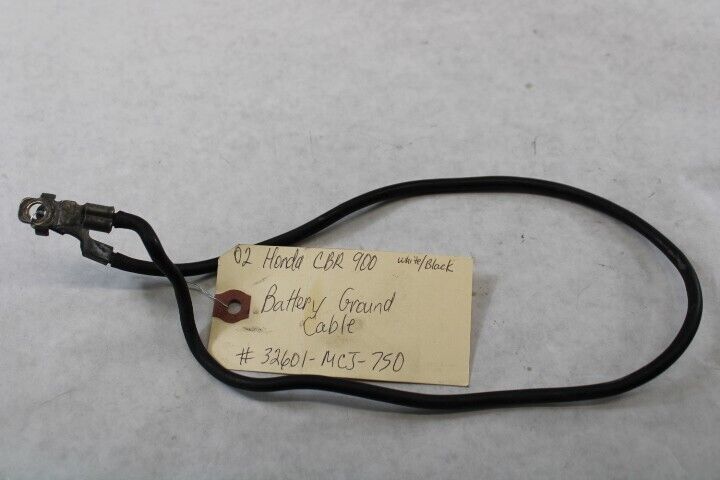 02 Honda CBR 900 white/Black
Battery Ground
Cable
# 32601-MCJ-750